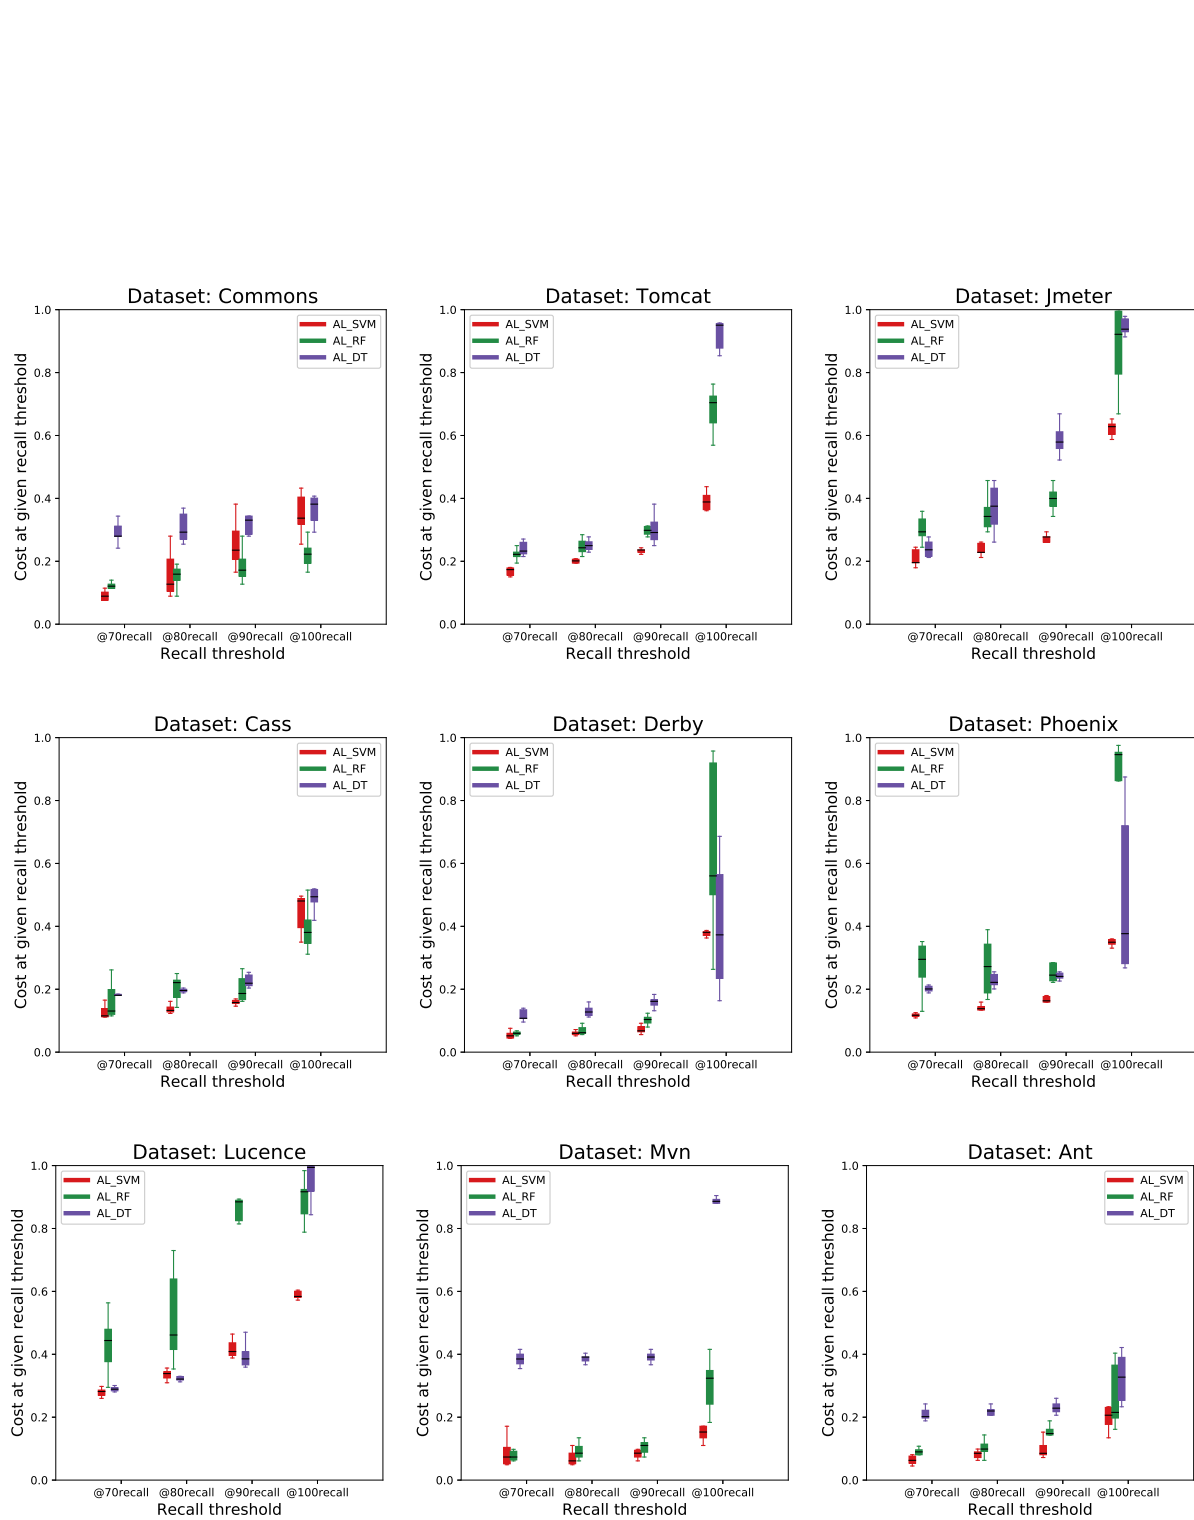 Dataset: Commons
1.0
0.8
0.6
0.4
0.2
0.0
Cost at given recall threshold
AL_SVM
AL_RF
AL_DT
@70recall @80recall @90recall @100recall
Recall threshold
Dataset: Tomcat
1.0
0.8
0.6
0.4
0.2
0.0
Cost at given recall threshold
AL_SVM
AL_RF
AL_DT
@70recall @80recall @90recall @100recall
Recall threshold
Dataset: Jmeter
1.0
0.8
0.6
0.4
0.2
0.0
Cost at given recall threshold
AL_SVM
AL_RF
AL_DT
@70recall @80recall @90recall @100recall
Recall threshold
Dataset: Cass
1.0
0.8
0.6
0.4
0.2
0.0
Cost at given recall threshold
AL_SVM
AL_RF
AL_DT
@70recall @80recall @90recall @100recall
Recall threshold
Dataset: Derby
1.0
0.8
0.6
0.4
0.2
0.0
Cost at given recall threshold
AL_SVM
AL_RF
AL_DT
@70recall @80recall @90recall @100recall
Recall threshold
Dataset: Phoenix
1.0
0.8
0.6
0.4
0.2
0.0
Cost at given recall threshold
AL_SVM
AL_RF
AL_DT
@70recall @80recall @90recall @100recall
Recall threshold
Dataset: Lucence
1.0
0.8
0.6
0.4
0.2
0.0
Cost at given recall threshold
AL_SVM
AL_RF
AL_DT
@70recall @80recall @90recall @100recall
Recall threshold
Dataset: Mvn
1.0
0.8
0.6
0.4
0.2
0.0
Cost at given recall threshold
AL_SVM
AL_RF
AL_DT
@70recall @80recall @90recall @100recall
Recall threshold
Dataset: Ant
1.0
0.8
0.6
0.4
0.2
0.0
Cost at given recall threshold
AL_SVM
AL_RF
AL_DT
@70recall @80recall @90recall @100recall
Recall threshold